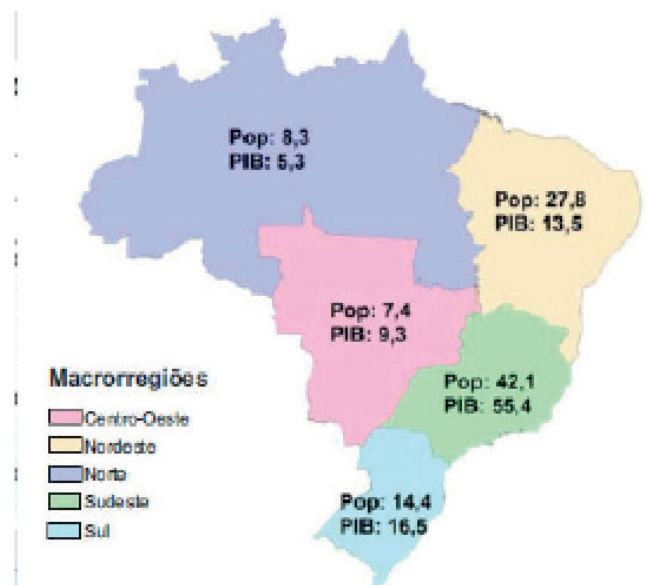 Pop: 8,3
PIB: 5,3
Pop: 27,8
PIB: 13,5
Pop: 7,4
PIB: 9,3
Pop: 42,1
PIB: 55,4
Pop: 14,4
PIB: 16,5
Macrorregiões
Centro-Oeste
Nordeste
Norte
Sudeste
Sul